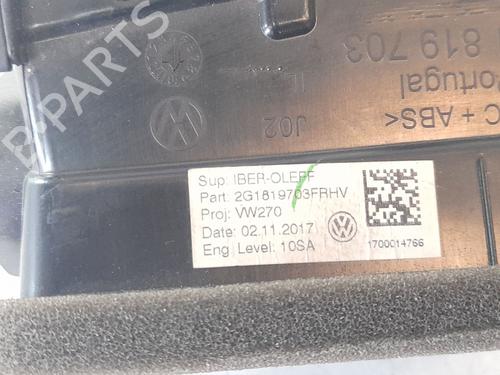 819 703
Portugal
C + ABS<
J02
B-PARTS
Sup: IBER-OLEFF
Part: 2G1819703FRHV
Proj: VW270
Date: 02.11.2017
Eng. Level: 10SA
1700014766